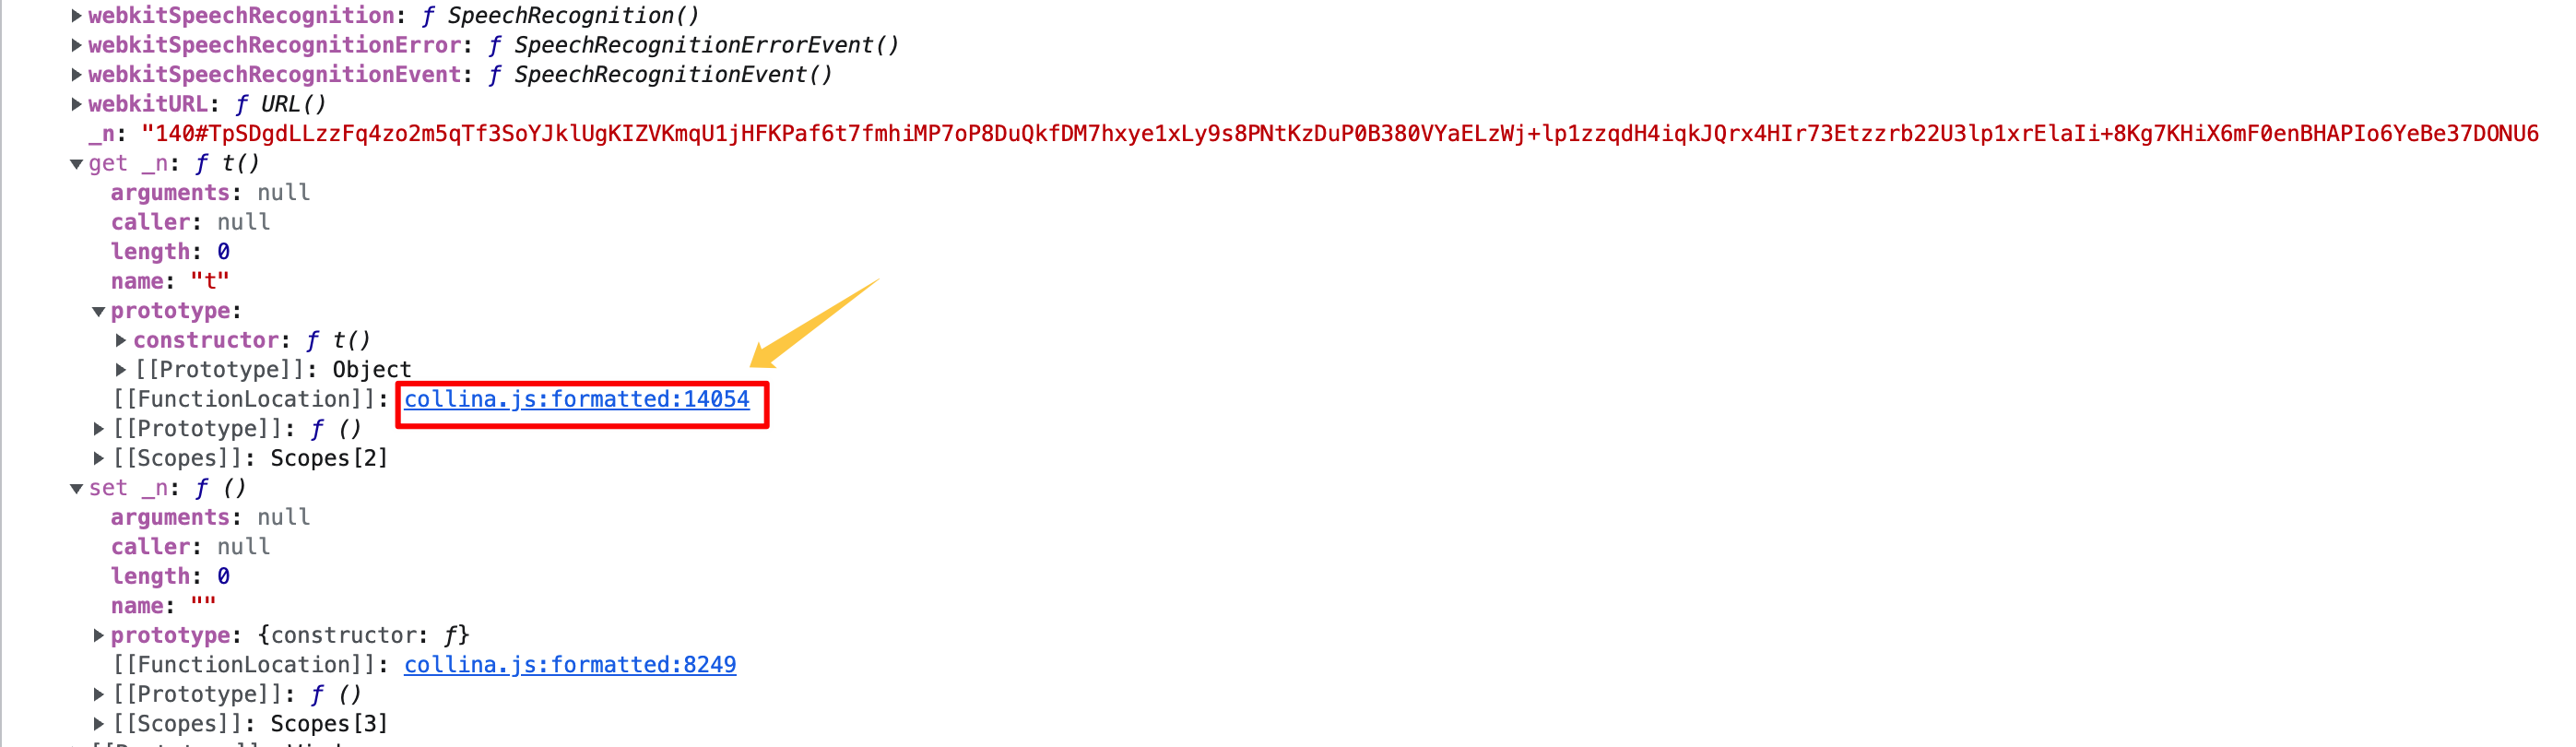 webkitSpeechRecognition: ƒ SpeechRecognition()
webkitSpeechRecognitionError: ƒ SpeechRecognitionErrorEvent()
webkitSpeechRecognitionEvent: ƒ SpeechRecognitionEvent()
webkitURL: ƒ URL()
_n: "140#TpSDgdLLzzFq4zo2m5qTf3SoYJklUgKIZVKmqU1jHFKPaf6t7fmhiMP7oP8DuQkfDM7hxye1xLy9s8PNtKzDuP0B380VYaELzWj+lp1zzqdH4iqkJQrx4HIr73Etzzrb22U3lp1xrElaIi+8Kg7KHiX6mF0enBHAPIo6YeBe37DONU6
get _n: ƒ t()
arguments: null
caller: null
length: 0
name: "t"
prototype:
constructor: ƒ t()
[[Prototype]]: Object
[[FunctionLocation]]: collina.js:formatted:14054
[[Prototype]]: ƒ ()
[[Scopes]]: Scopes[2]
set _n: ƒ ()
arguments: null
caller: null
length: 0
name: ""
prototype: {constructor: ƒ}
[[FunctionLocation]]: collina.js:formatted:8249
[[Prototype]]: ƒ ()
[[Scopes]]: Scopes[3]